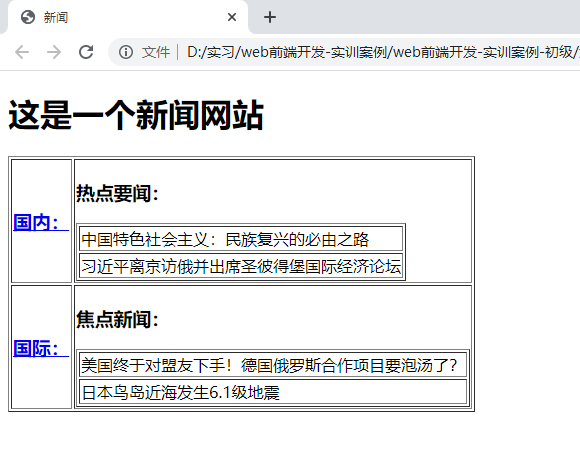 新闻
文件 D:/实习/web前端开发-实训案例/web前端开发-实训案例-初级/
这是一个新闻网站
国内：
热点要闻：
中国特色社会主义：民族复兴的必由之路
习近平离京访俄并出席圣彼得堡国际经济论坛
国际：
焦点新闻：
美国终于对盟友下手！德国俄罗斯合作项目要泡汤了？
日本鸟岛近海发生6.1级地震